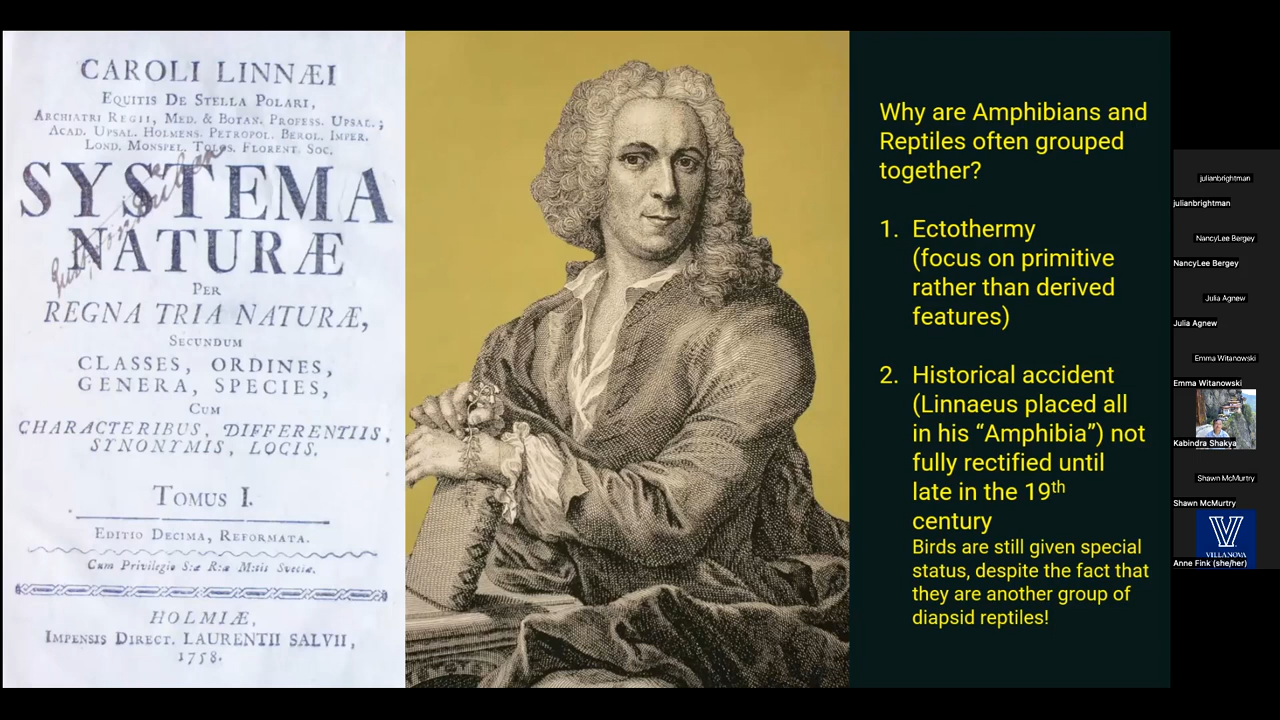 CAROLI LINNÆI
EQUITIS DE STELLA POLARI,
ARCHIATRI REGII, MED. & BOTAN. PROFESS. UPSAL.;
ACAD. UPSAL. HOLMENS. PETROPOL. BEROL. IMPER.
LOND. MONSPEL. TOLOS. FLORENT. SOC.
SYSTEMA
NATURÆ
PER
REGNA TRIA NATURÆ,
SECUNDUM
CLASSES, ORDINES,
GENERA, SPECIES,
CUM
CHARACTERIBUS, DIFFERENTIIS,
SYNONYMIS, LOCIS.
TOMUS I.
EDITIO DECIMA, REFORMATA.
Cum Privilegio S:æ R:æ M:tis Sveciæ.
HOLMIÆ,
IMPENSIS DIRECT. LAURENTII SALVII,
1758.
Why are Amphibians and
Reptiles often grouped
together?
1. Ectothermy
(focus on primitive
rather than derived
features)
2. Historical accident
(Linnaeus placed all
in his “Amphibia”) not
fully rectified until
late in the 19th
century
Birds are still given special
status, despite the fact that
they are another group of
diapsid reptiles!
julianbrightman
julianbrightman
NancyLee Bergey
NancyLee Bergey
Julia Agnew
Julia Agnew
Emma Witanowski
Emma Witanowski
Kabindra Shakya
Shawn McMurtry
Shawn McMurtry
VILLANOVA
Anne Fink (she/her)